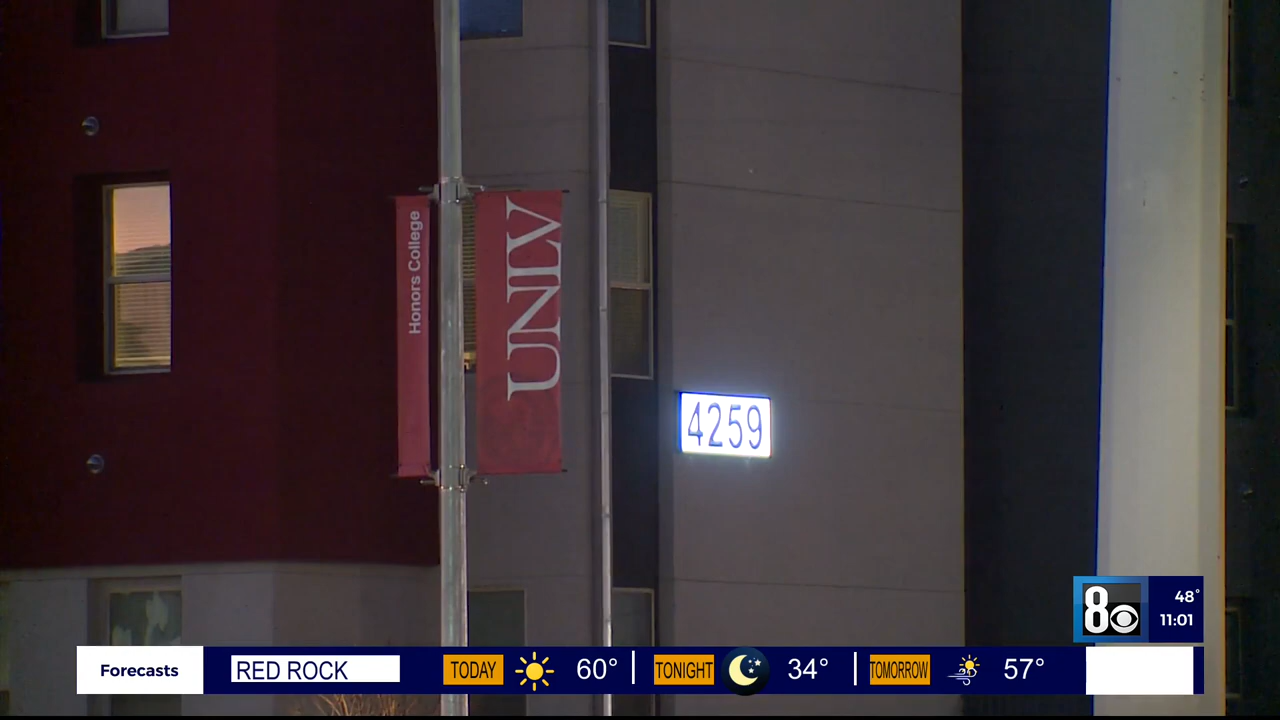 Honors College
UNLV
4259
8
48°
11:01
Forecasts
RED ROCK
TODAY
60°
TONIGHT
34°
TOMORROW
57°